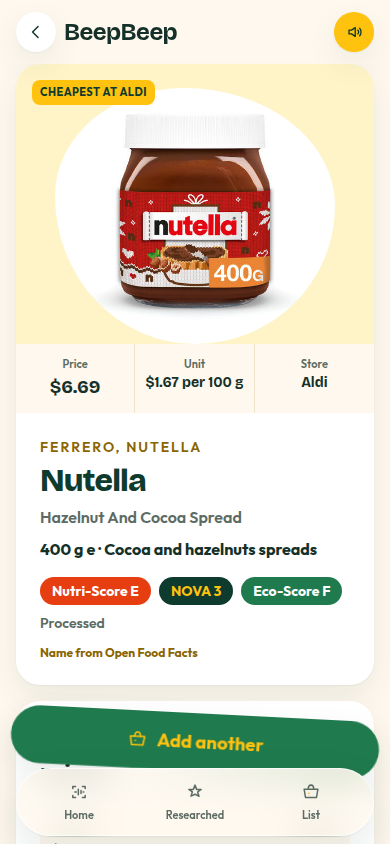 BeepBeep
CHEAPEST AT ALDI
nutella
400G
Price
$6.69
Unit
$1.67 per 100 g
Store
Aldi
FERRERO, NUTELLA
Nutella
Hazelnut And Cocoa Spread
400 g e · Cocoa and hazelnuts spreads
Nutri-Score E
NOVA 3
Eco-Score F
Processed
Name from Open Food Facts
Add another
Home
Researched
List